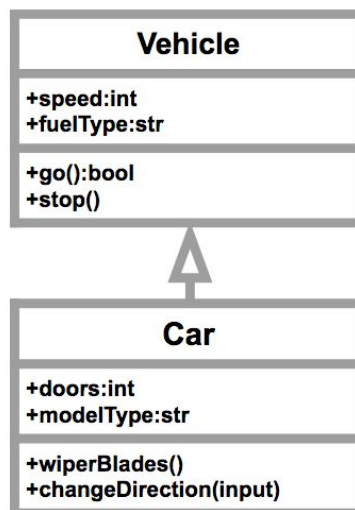 Vehicle
+speed:int
+fuelType:str
+go():bool
+stop()
Car
+doors:int
+modelType:str
+wiperBlades()
+changeDirection(input)